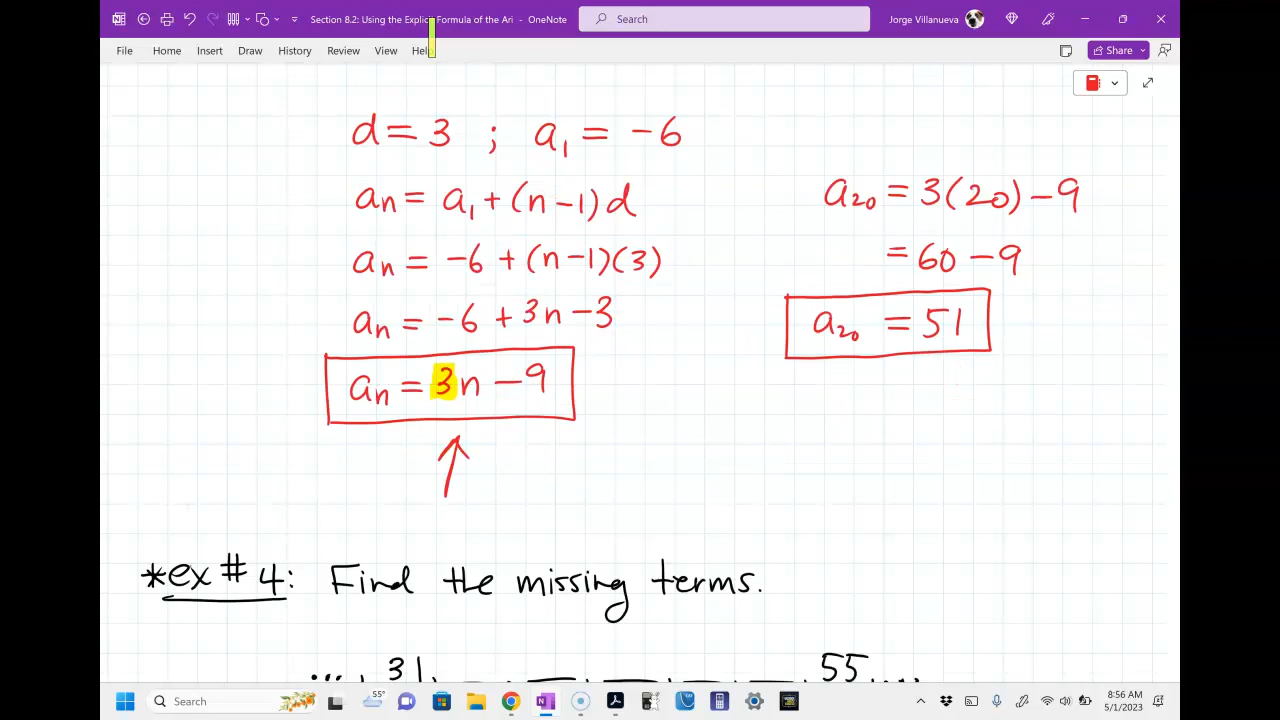 Section 8.2: Using the Explicit Formula of the Ari - OneNote
Search
Jorge Villanueva
File Home Insert Draw History Review View Help
Share
d = 3 ; a₁ = -6
aₙ = a₁ + (n-1)d
aₙ = -6 + (n-1)(3)
aₙ = -6 + 3n - 3
aₙ = 3n - 9
a₂₀ = 3(20) - 9
= 60 - 9
a₂₀ = 51
*ex #4: Find the missing terms.
..., 31, 55, ...
Search
55°
8:56 AM
5/1/2023